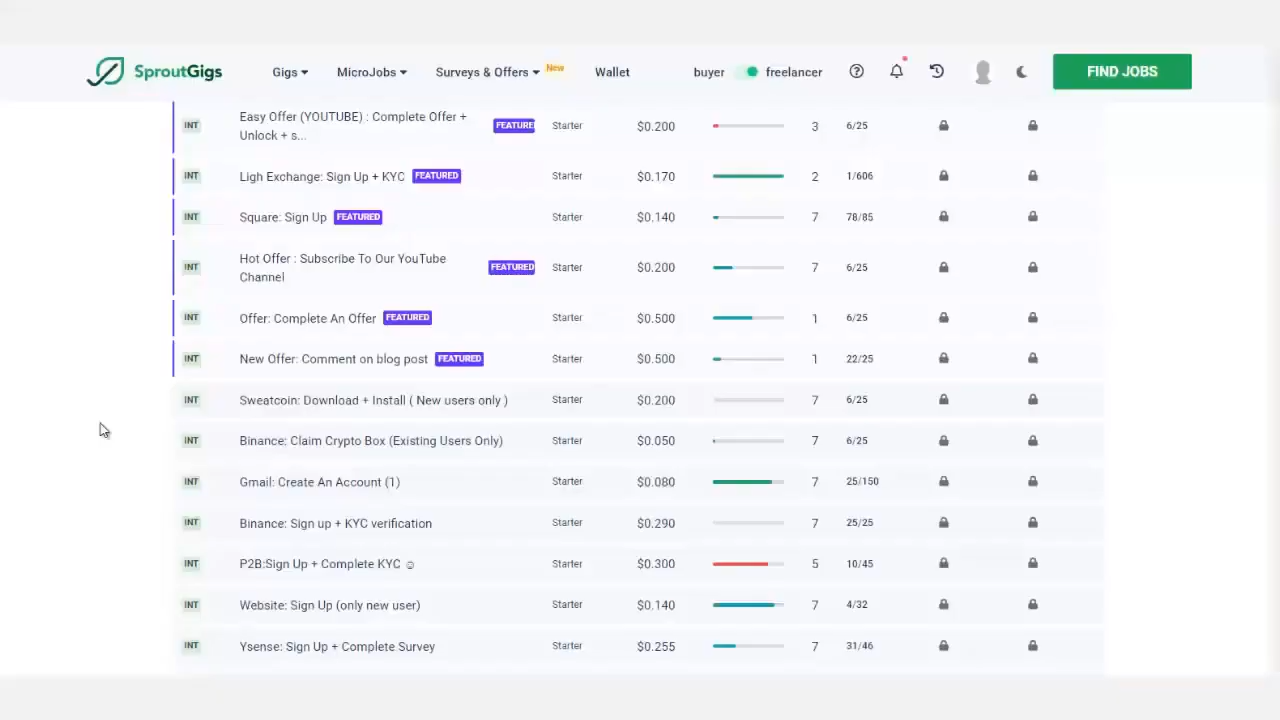 SproutGigs Gigs MicroJobs Surveys & Offers New Wallet buyer freelancer FIND JOBS
Easy Offer (YOUTUBE) : Complete Offer +
Unlock + s...
INT FEATURE Starter $0.200 3 6/25
INT Ligh Exchange: Sign Up + KYC FEATURED Starter $0.170 2 1/606
INT Square: Sign Up FEATURED Starter $0.140 7 78/85
Hot Offer : Subscribe To Our YouTube
Channel
INT FEATURED Starter $0.200 7 6/25
INT Offer: Complete An Offer FEATURED Starter $0.500 1 6/25
INT New Offer: Comment on blog post FEATURED Starter $0.500 1 22/25
INT Sweatcoin: Download + Install ( New users only ) Starter $0.200 7 6/25
INT Binance: Claim Crypto Box (Existing Users Only) Starter $0.050 7 6/25
INT Gmail: Create An Account (1) Starter $0.080 7 25/150
INT Binance: Sign up + KYC verification Starter $0.290 7 25/25
INT P2B:Sign Up + Complete KYC ☺ Starter $0.300 5 10/45
INT Website: Sign Up (only new user) Starter $0.140 7 4/32
INT Ysense: Sign Up + Complete Survey Starter $0.255 7 31/46